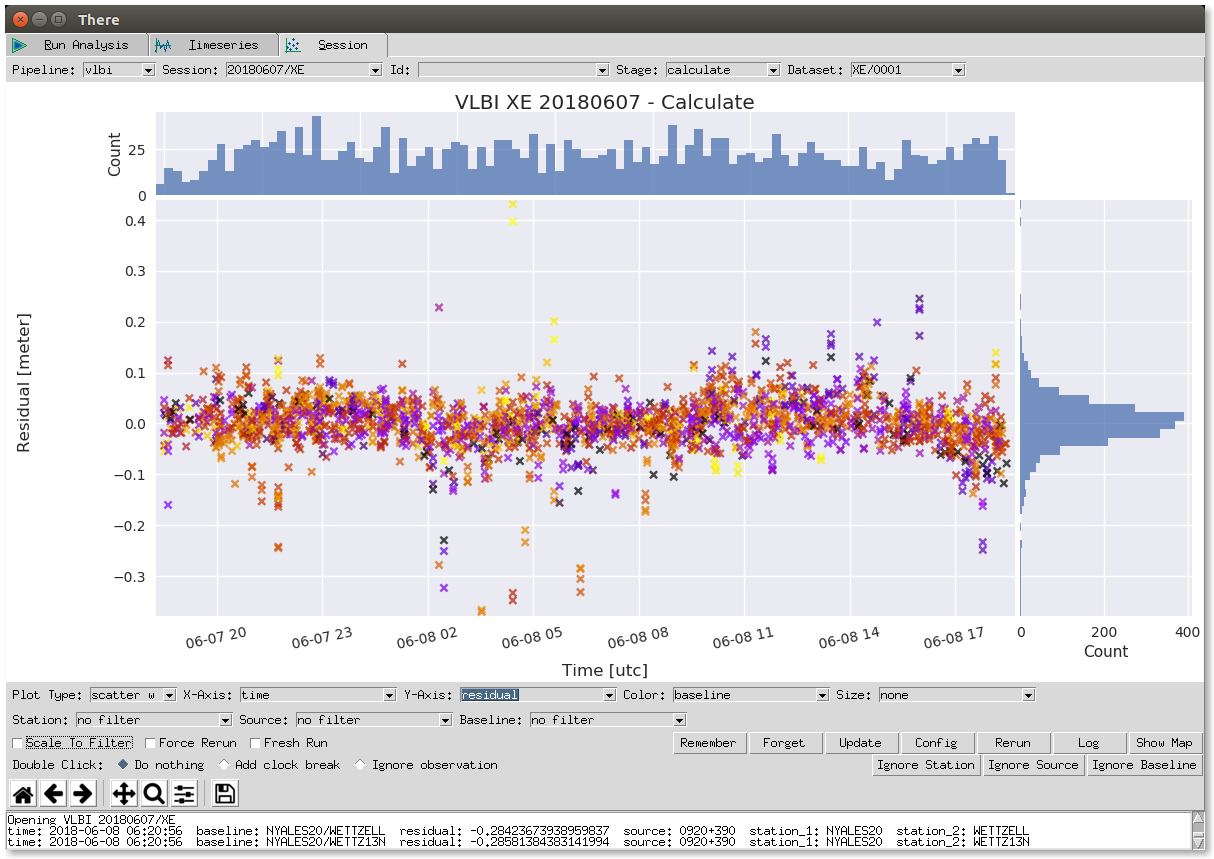 There
Run Analysis Timeseries Session
Pipeline: vlbi Session: 20180607/XE Id: Stage: calculate Dataset: XE/0001
VLBI XE 20180607 - Calculate
Count
25
0
Residual [meter]
0.4
0.3
0.2
0.1
0.0
−0.1
−0.2
−0.3
06-07 20 06-07 23 06-08 02 06-08 05 06-08 08 06-08 11 06-08 14 06-08 17
Time [utc]
0 200 400
Count
Plot Type: scatter w X-Axis: time Y-Axis: residual Color: baseline Size: none
Station: no filter Source: no filter Baseline: no filter
Scale To Filter Force Rerun Fresh Run Remember Forget Update Config Rerun Log Show Map
Double Click: Do nothing Add clock break Ignore observation Ignore Station Ignore Source Ignore Baseline
Opening VLBI 20180607/XE
time: 2018-06-08 06:20:56 baseline: NYALES20/WETTZELL residual: -0.28423673938959837 source: 0920+390 station_1: NYALES20 station_2: WETTZELL
time: 2018-06-08 06:20:56 baseline: NYALES20/WETTZ13N residual: -0.28581384383141994 source: 0920+390 station_1: NYALES20 station_2: WETTZ13N